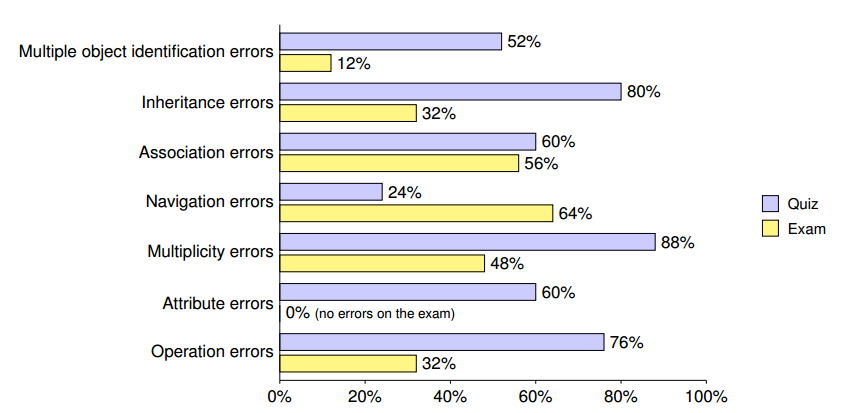 Multiple object identification errors
52%
12%
Inheritance errors
80%
32%
Association errors
60%
56%
Navigation errors
24%
64%
Multiplicity errors
88%
48%
Attribute errors
60%
0% (no errors on the exam)
Operation errors
76%
32%
0% 20% 40% 60% 80% 100%
Quiz
Exam